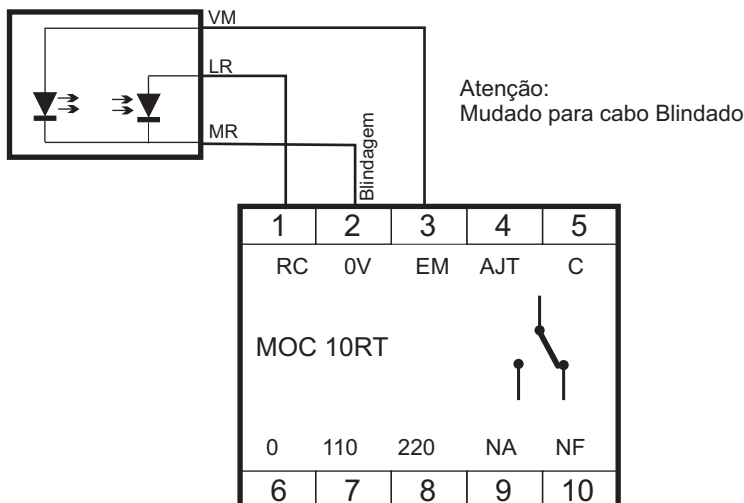 VM
LR
MR
Blindagem
Atenção:
Mudado para cabo Blindado
1 2 3 4 5
RC 0V EM AJT C
MOC 10RT
0 110 220 NA NF
6 7 8 9 10